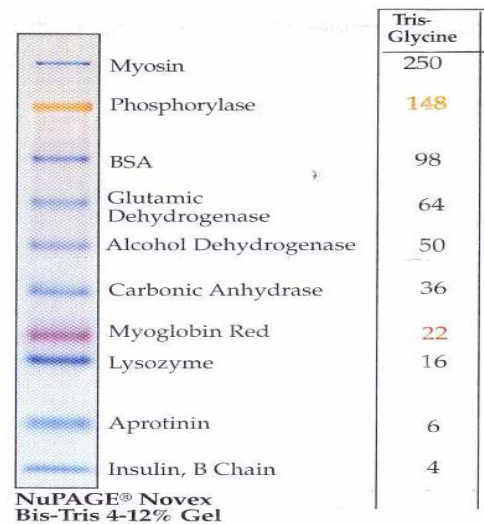 Tris-
Glycine
Myosin 250
Phosphorylase 148
BSA 98
Glutamic
Dehydrogenase 64
Alcohol Dehydrogenase 50
Carbonic Anhydrase 36
Myoglobin Red 22
Lysozyme 16
Aprotinin 6
Insulin, B Chain 4
NuPAGE® Novex
Bis-Tris 4-12% Gel